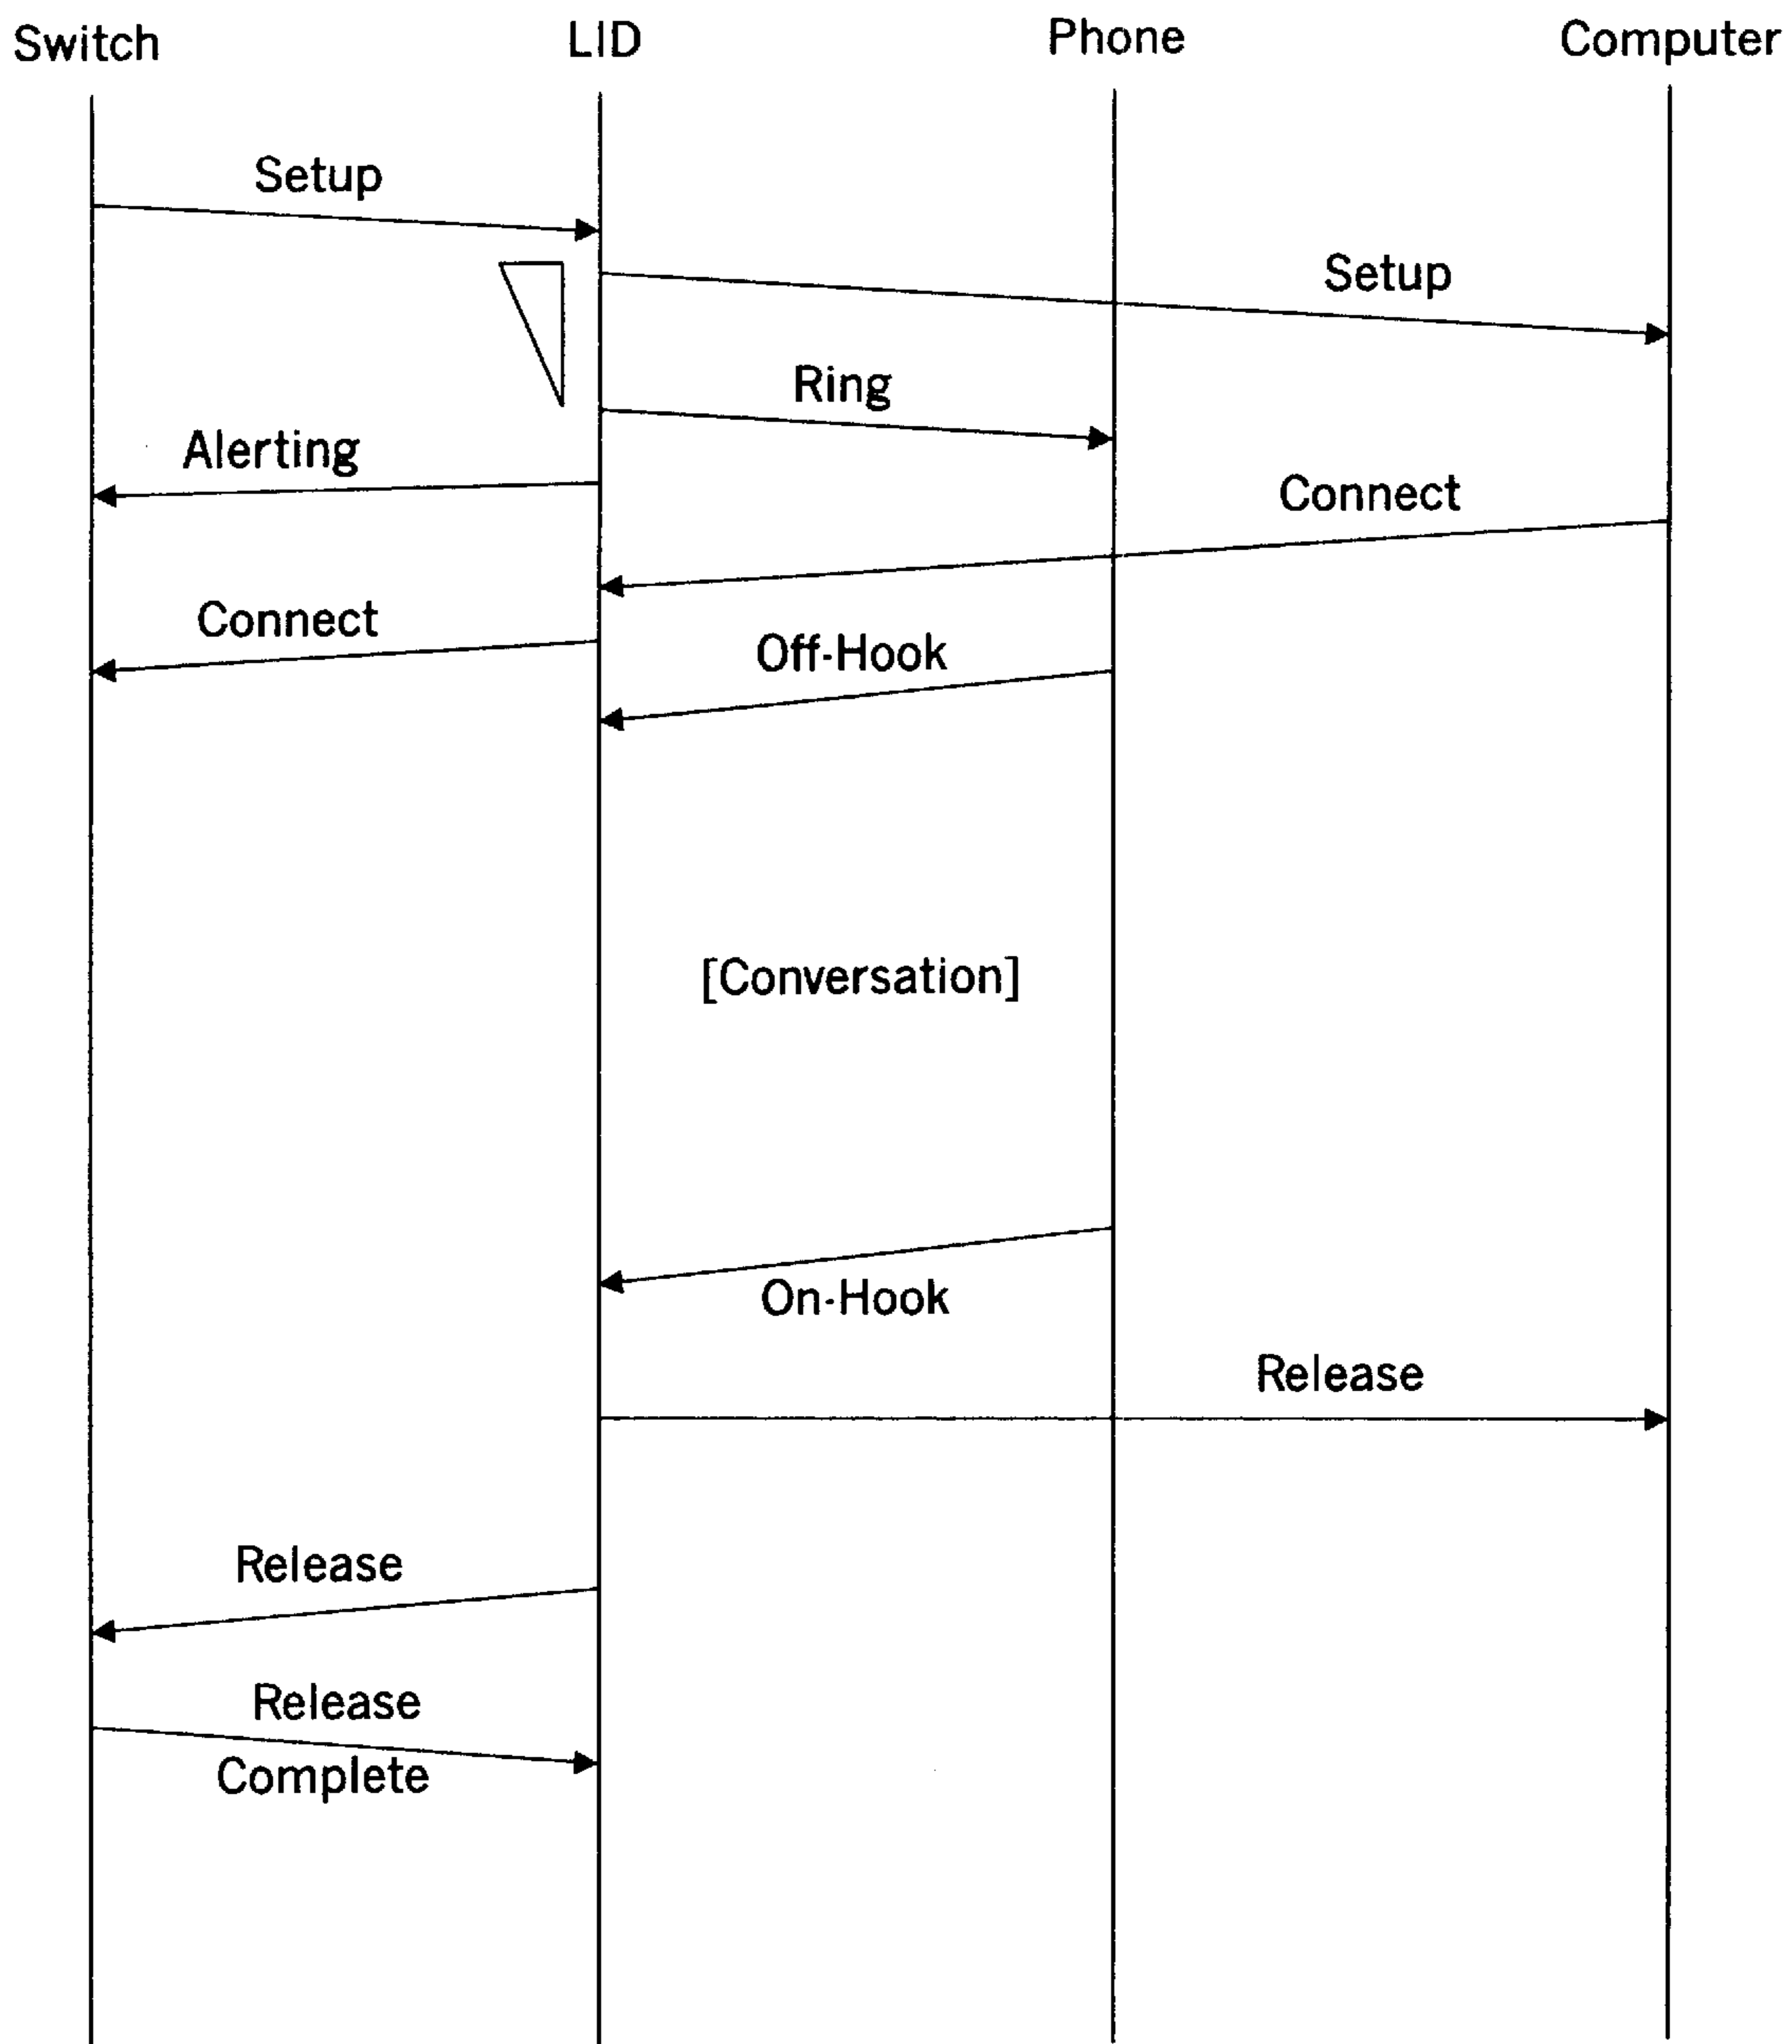 Switch LID Phone Computer
Setup
Setup
Ring
Alerting
Connect
Connect
Off-Hook
[Conversation]
On-Hook
Release
Release
Release
Complete